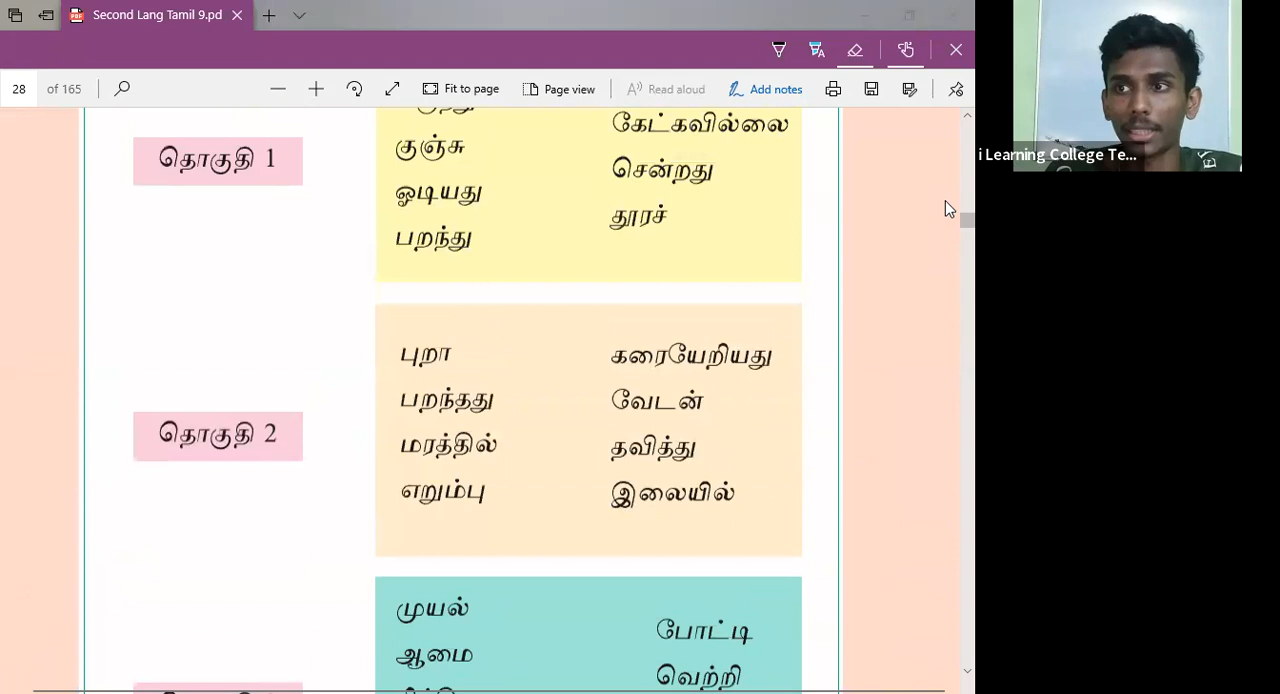 Second Lang Tamil 9.pd
28 of 165
Fit to page
Page view
Read aloud
Add notes
i Learning College Te...
தொகுதி 1
குஞ்சு
ஓடியது
பறந்து
கேட்கவில்லை
சென்றது
தூரச்
தொகுதி 2
புறா
பறந்தது
மரத்தில்
எறும்பு
கரையேறியது
வேடன்
தவித்து
இலையில்
முயல்
ஆமை
போட்டி
வெற்றி